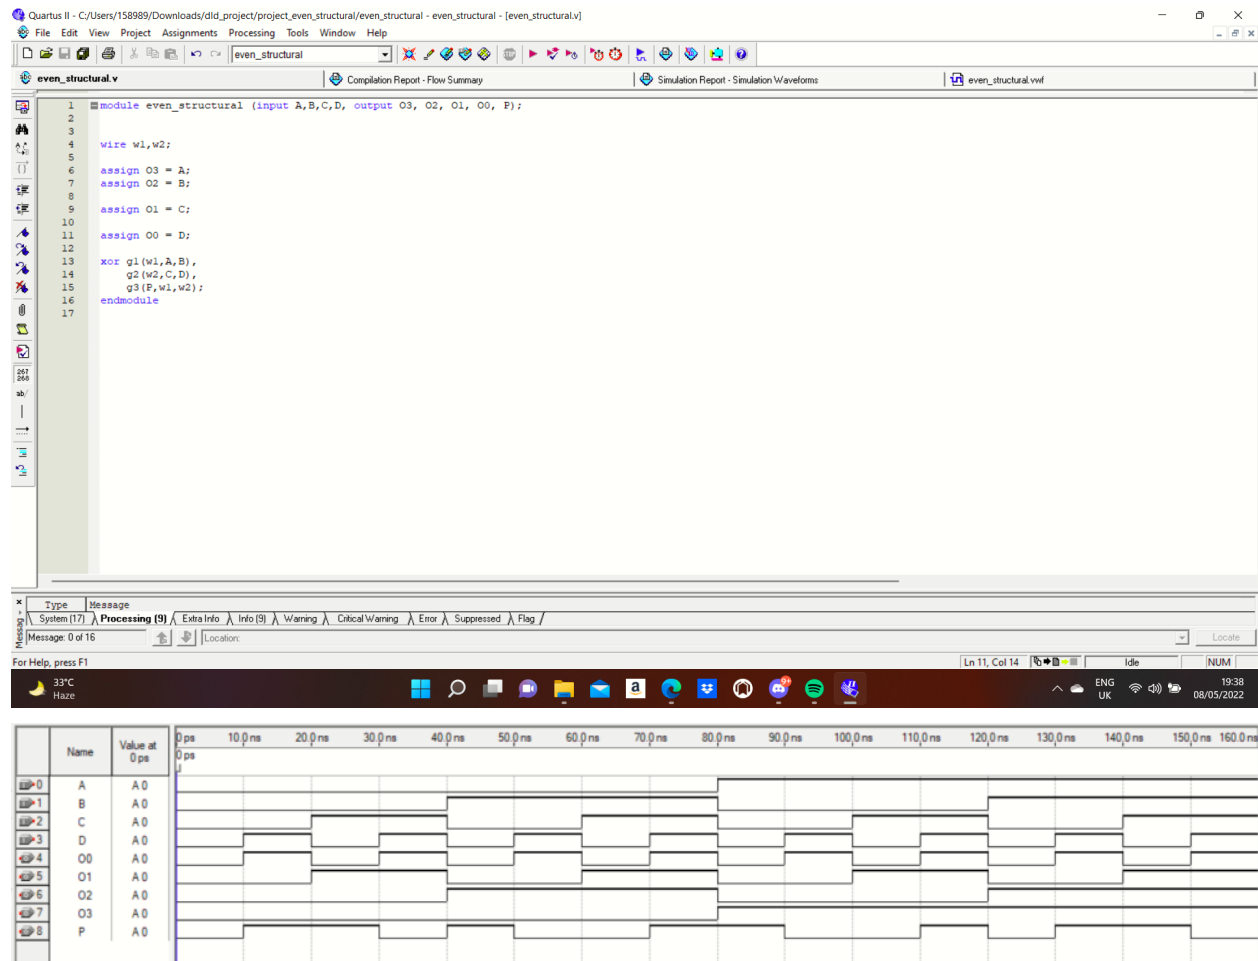 Quartus II - C:/Users/158989/Downloads/dld_project/project_even_structural/even_structural - even_structural - [even_structural.v]
File Edit View Project Assignments Processing Tools Window Help
even_structural
even_structural.v
Compilation Report - Flow Summary
Simulation Report - Simulation Waveforms
even_structural.vwf
1 module even_structural (input A,B,C,D, output O3, O2, O1, O0, P);
2
3
4 wire w1,w2;
5
6 assign O3 = A;
7 assign O2 = B;
8
9 assign O1 = C;
10
11 assign O0 = D;
12
13 xor g1(w1,A,B),
14 g2(w2,C,D),
15 g3(P,w1,w2);
16 endmodule
17
267
268
ab/
Type Message
System (17) Processing (9) Extra Info Info (9) Warning Critical Warning Error Suppressed Flag
Messag
Message: 0 of 16 Location: Locate
For Help, press F1 Ln 11, Col 14 Idle NUM
33°C
Haze
a
9+
ENG
UK
19:38
08/05/2022
Name
Value at
0 ps
0 ps 10.0 ns 20.0 ns 30.0 ns 40.0 ns 50.0 ns 60.0 ns 70.0 ns 80.0 ns 90.0 ns 100.0 ns 110.0 ns 120.0 ns 130.0 ns 140.0 ns 150.0 ns 160.0 ns
0 ps
0 A A 0
1 B A 0
2 C A 0
3 D A 0
4 O0 A 0
5 O1 A 0
6 O2 A 0
7 O3 A 0
8 P A 0